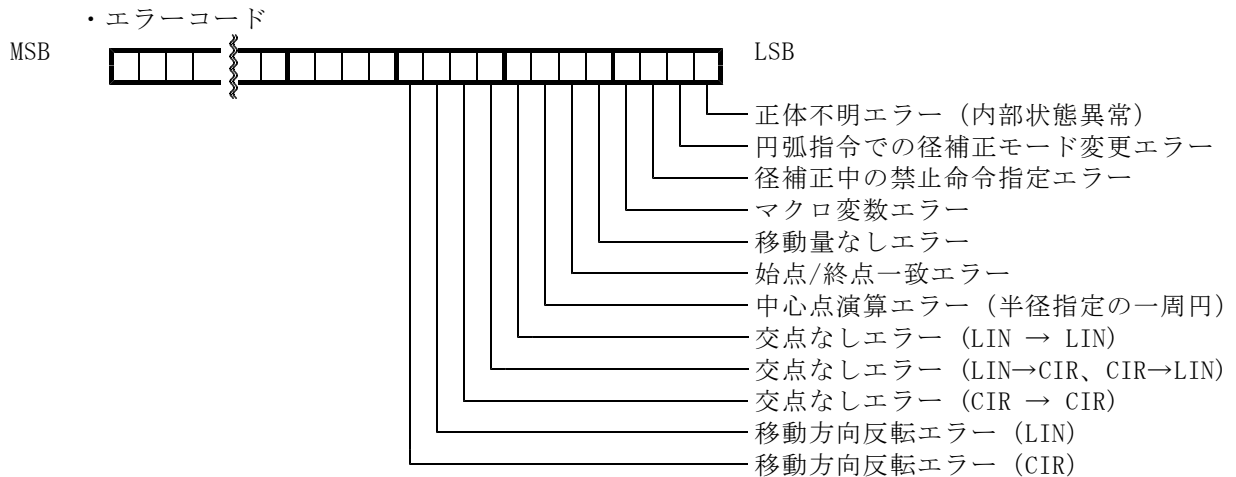 ・エラーコード
MSB LSB
正体不明エラー（内部状態異常）
円弧指令での径補正モード変更エラー
径補正中の禁止命令指定エラー
マクロ変数エラー
移動量なしエラー
始点/終点一致エラー
中心点演算エラー（半径指定の一周円）
交点なしエラー（LIN → LIN）
交点なしエラー（LIN→CIR、CIR→LIN）
交点なしエラー（CIR → CIR）
移動方向反転エラー（LIN）
移動方向反転エラー（CIR）